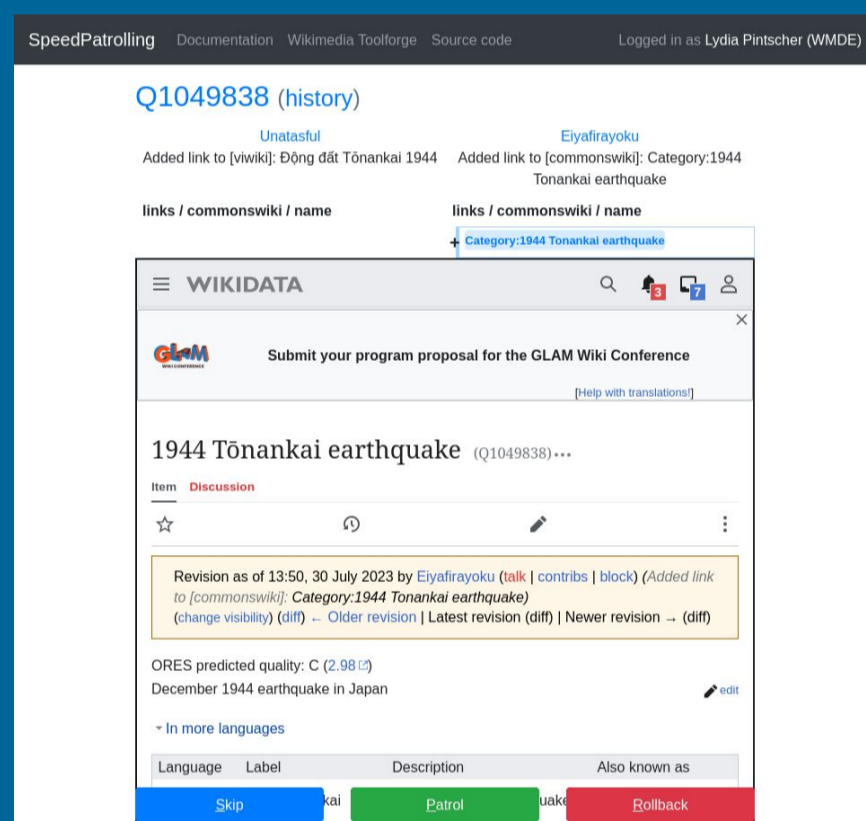 SpeedPatrolling Documentation Wikimedia Toolforge Source code Logged in as Lydia Pintscher (WMDE)
Q1049838 (history)
Unatasful Eiyafirayoku
Added link to [viwiki]: Động đất Tōnankai 1944 Added link to [commonswiki]: Category:1944
Tonankai earthquake
links / commonswiki / name links / commonswiki / name
+ Category:1944 Tonankai earthquake
WIKIDATA 3 7
GLAM Submit your program proposal for the GLAM Wiki Conference
WIKI CONFERENCE
[Help with translations!]
1944 Tōnankai earthquake (Q1049838)
Item Discussion
Revision as of 13:50, 30 July 2023 by Eiyafirayoku (talk | contribs | block) (Added link
to [commonswiki]: Category:1944 Tonankai earthquake)
(change visibility) (diff) ← Older revision | Latest revision (diff) | Newer revision → (diff)
ORES predicted quality: C (2.98)
December 1944 earthquake in Japan edit
In more languages
Language Label Description Also known as
Skip kai Patrol uake Rollback